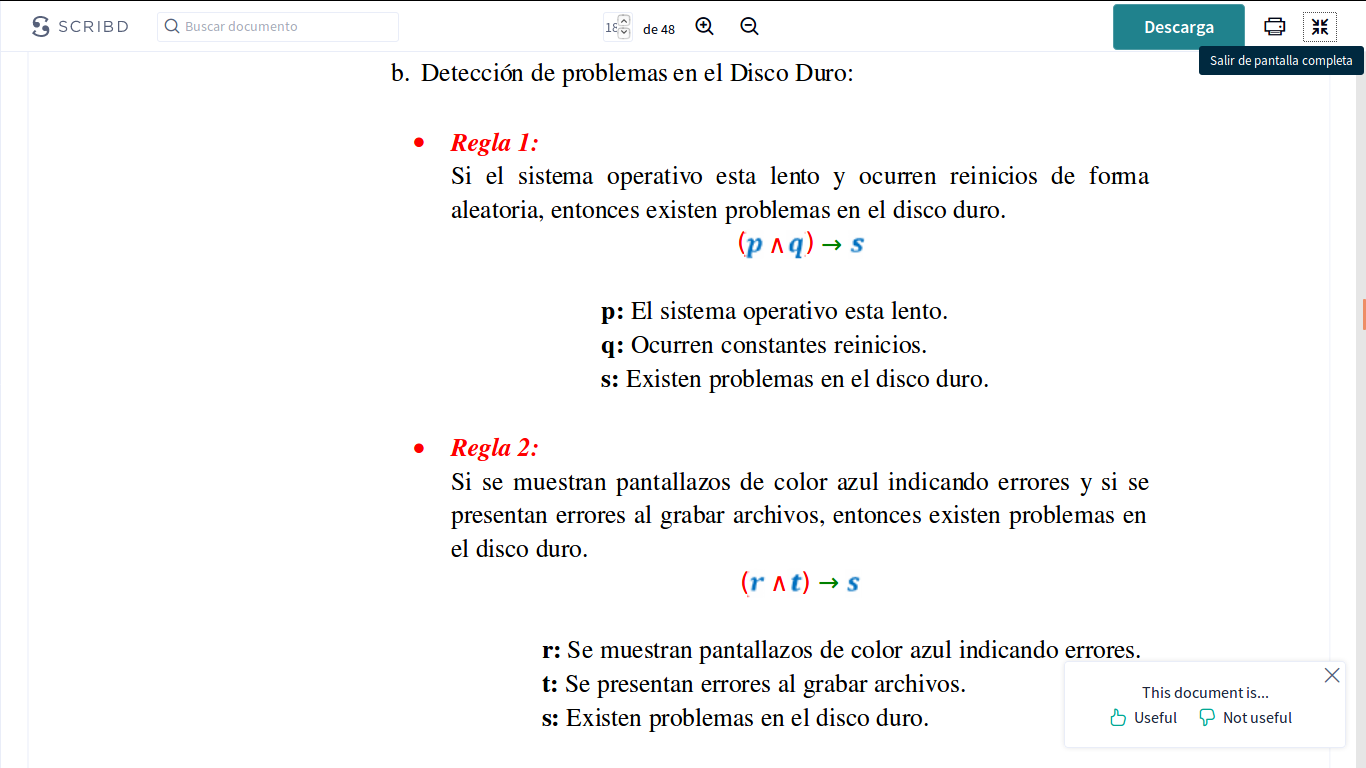 SCRIBD
Buscar documento
18
de 48
Descarga
Salir de pantalla completa
b. Detección de problemas en el Disco Duro:
• Regla 1:
Si el sistema operativo esta lento y ocurren reinicios de forma
aleatoria, entonces existen problemas en el disco duro.
(p ∧ q) → s
p: El sistema operativo esta lento.
q: Ocurren constantes reinicios.
s: Existen problemas en el disco duro.
• Regla 2:
Si se muestran pantallazos de color azul indicando errores y si se
presentan errores al grabar archivos, entonces existen problemas en
el disco duro.
(r ∧ t) → s
r: Se muestran pantallazos de color azul indicando errores.
t: Se presentan errores al grabar archivos.
s: Existen problemas en el disco duro.
This document is...
Useful
Not useful